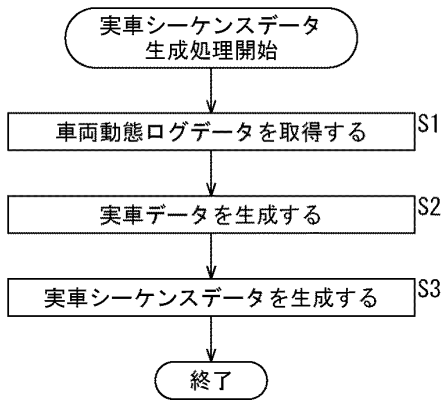 実車シーケンスデータ
生成処理開始
車両動態ログデータを取得する
S1
実車データを生成する
S2
実車シーケンスデータを生成する
S3
終了